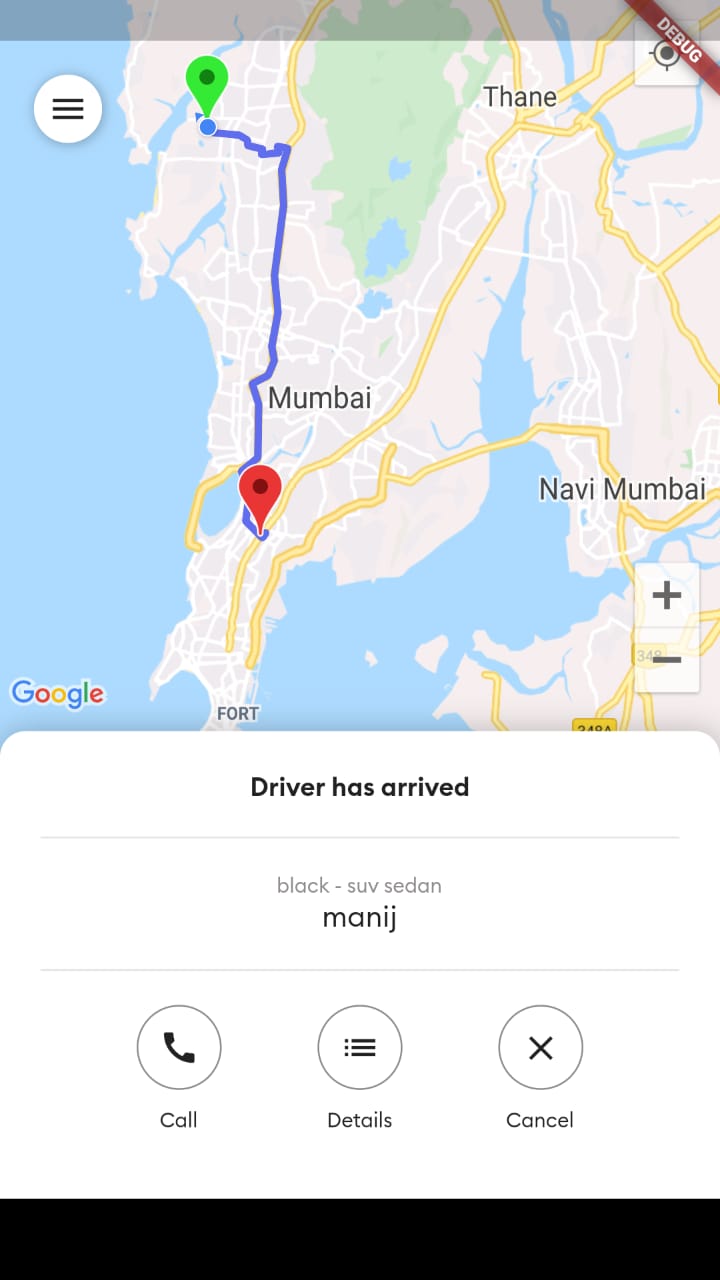 DEBUG
Thane
Mumbai
Navi Mumbai
348
Google
FORT
348A
Driver has arrived
black - suv sedan
manij
Call
Details
Cancel